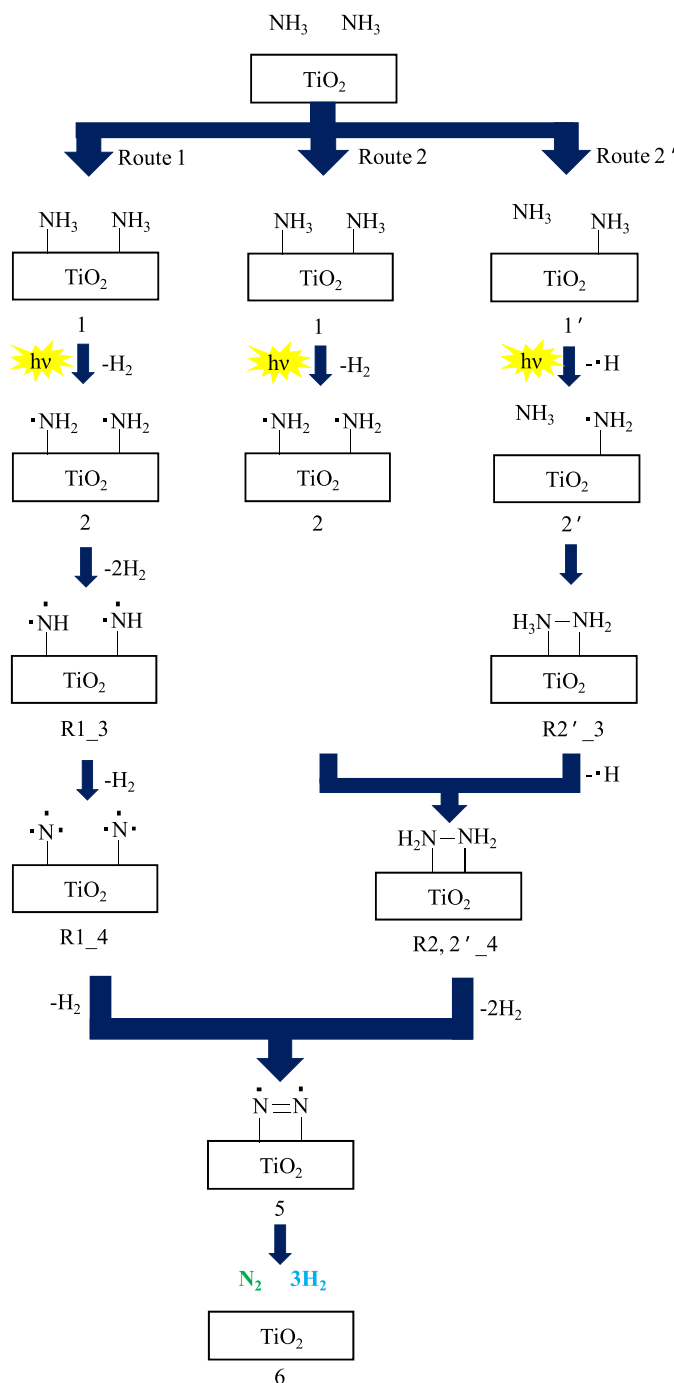 NH3 NH3
TiO2
Route 1 Route 2 Route 2′
NH3 NH3 NH3 NH3 NH3 NH3
TiO2 TiO2 TiO2
1 1 1′
hν -H2 hν -H2 hν -·H
·NH2 ·NH2 ·NH2 ·NH2 NH3 ·NH2
TiO2 TiO2 TiO2
2 2 2′
-2H2
·NH ·NH H3N–NH2
TiO2 TiO2
R1_3 R2′_3
-H2 -·H
·N· ·N· H2N–NH2
TiO2 TiO2
R1_4 R2, 2′_4
-H2 -2H2
N=N
TiO2
5
N2 3H2
TiO2
6